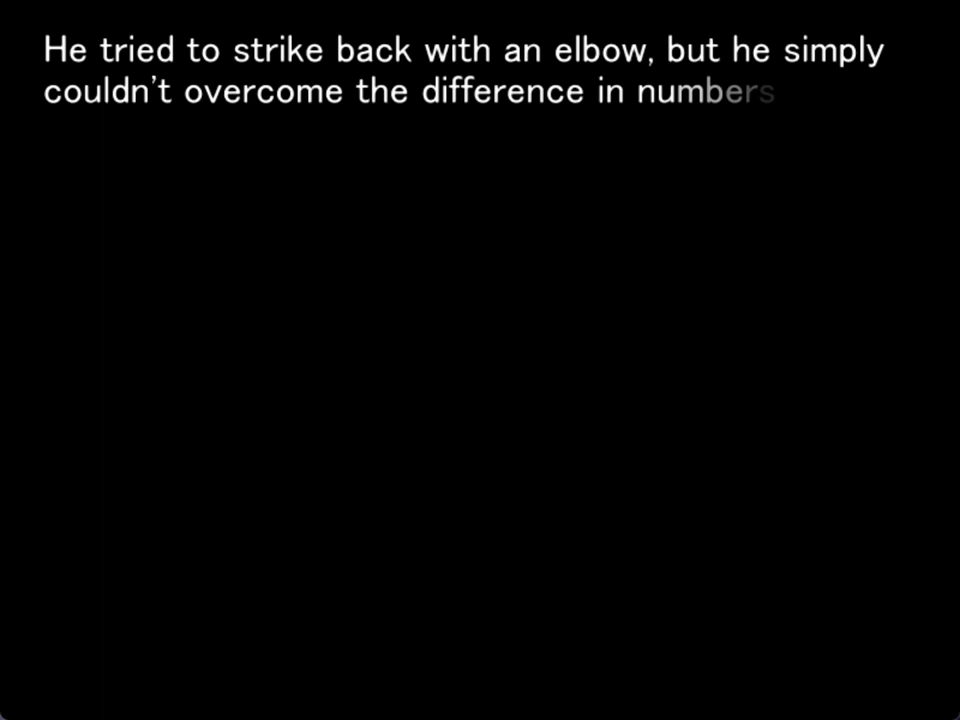 He tried to strike back with an elbow, but he simply
couldn't overcome the difference in numbers